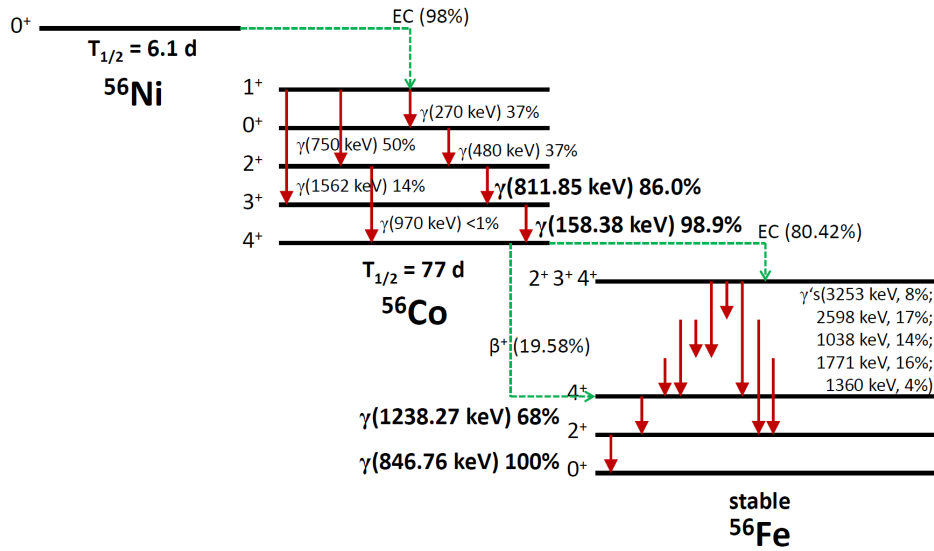 0⁺
EC (98%)
T₁/₂ = 6.1 d
⁵⁶Ni
1⁺
γ(270 keV) 37%
0⁺
γ(750 keV) 50%
γ(480 keV) 37%
2⁺
γ(1562 keV) 14%
γ(811.85 keV) 86.0%
3⁺
γ(970 keV) <1%
γ(158.38 keV) 98.9%
4⁺
EC (80.42%)
T₁/₂ = 77 d
⁵⁶Co
2⁺ 3⁺ 4⁺
γ‘s(3253 keV, 8%;
2598 keV, 17%;
1038 keV, 14%;
1771 keV, 16%;
1360 keV, 4%)
β⁺ (19.58%)
4⁺
γ(1238.27 keV) 68%
2⁺
γ(846.76 keV) 100%
0⁺
stable
⁵⁶Fe